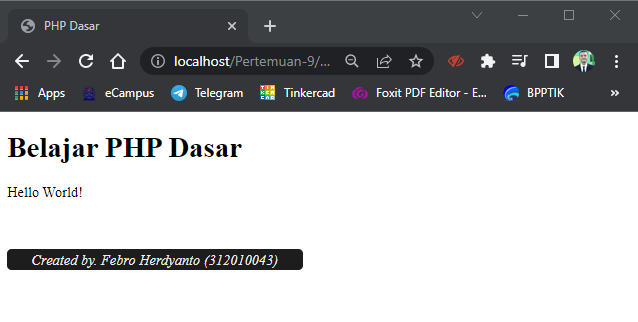 PHP Dasar
localhost/Pertemuan-9/...
Apps
eCampus
Telegram
Tinkercad
Foxit PDF Editor - E...
BPPTIK
Belajar PHP Dasar
Hello World!
Created by. Febro Herdyanto (312010043)